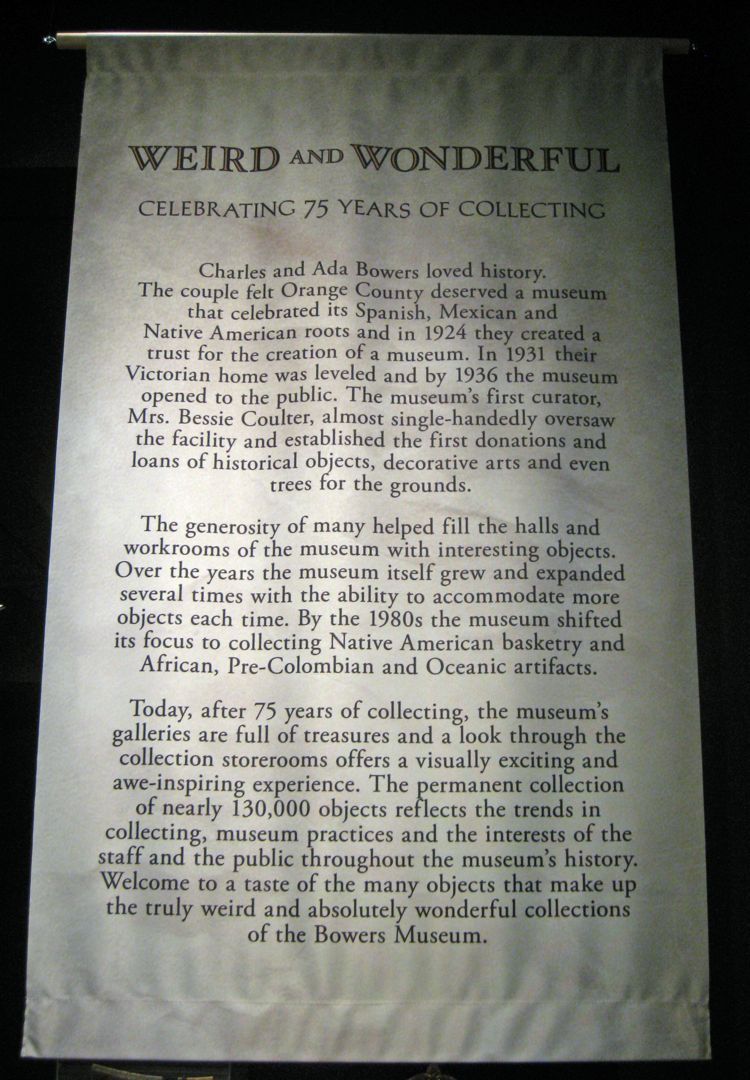 WEIRD AND WONDERFUL
CELEBRATING 75 YEARS OF COLLECTING
Charles and Ada Bowers loved history.
The couple felt Orange County deserved a museum
that celebrated its Spanish, Mexican and
Native American roots and in 1924 they created a
trust for the creation of a museum. In 1931 their
Victorian home was leveled and by 1936 the museum
opened to the public. The museum's first curator,
Mrs. Bessie Coulter, almost single-handedly oversaw
the facility and established the first donations and
loans of historical objects, decorative arts and even
trees for the grounds.
The generosity of many helped fill the halls and
workrooms of the museum with interesting objects.
Over the years the museum itself grew and expanded
several times with the ability to accommodate more
objects each time. By the 1980s the museum shifted
its focus to collecting Native American basketry and
African, Pre-Colombian and Oceanic artifacts.
Today, after 75 years of collecting, the museum's
galleries are full of treasures and a look through the
collection storerooms offers a visually exciting and
awe-inspiring experience. The permanent collection
of nearly 130,000 objects reflects the trends in
collecting, museum practices and the interests of the
staff and the public throughout the museum's history.
Welcome to a taste of the many objects that make up
the truly weird and absolutely wonderful collections
of the Bowers Museum.